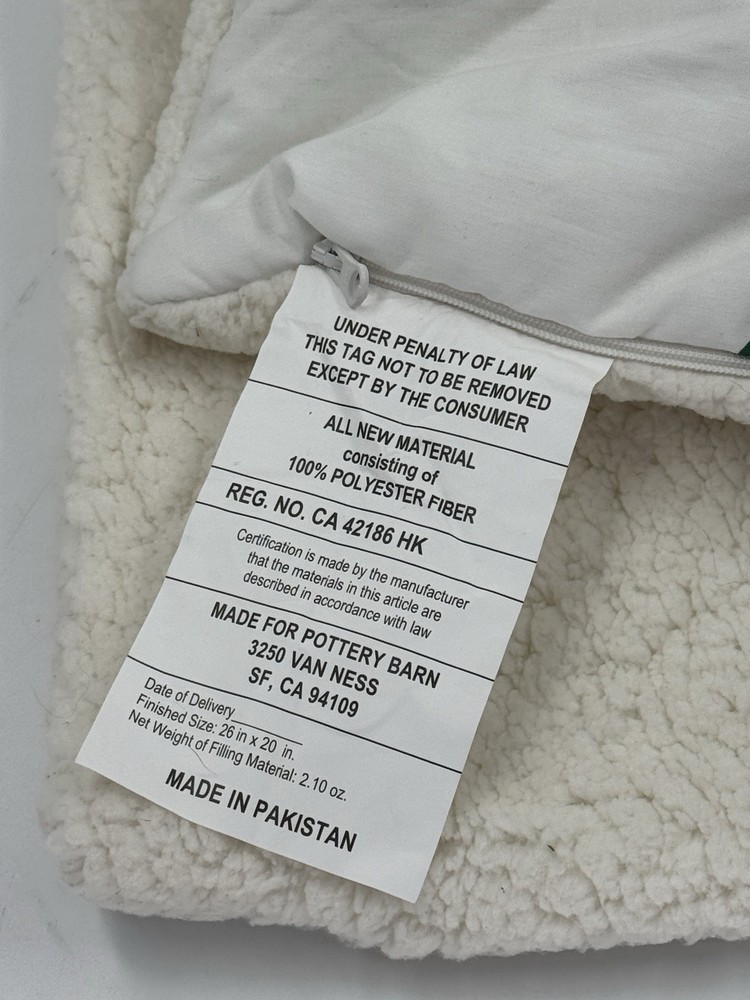 UNDER PENALTY OF LAW
THIS TAG NOT TO BE REMOVED
EXCEPT BY THE CONSUMER
ALL NEW MATERIAL
consisting of
100% POLYESTER FIBER
REG. NO. CA 42186 HK
Certification is made by the manufacturer
that the materials in this article are
described in accordance with law
MADE FOR POTTERY BARN
3250 VAN NESS
SF, CA 94109
Date of Delivery__________
Finished Size: 26 in x 20 in.
Net Weight of Filling Material: 2.10 oz.
MADE IN PAKISTAN